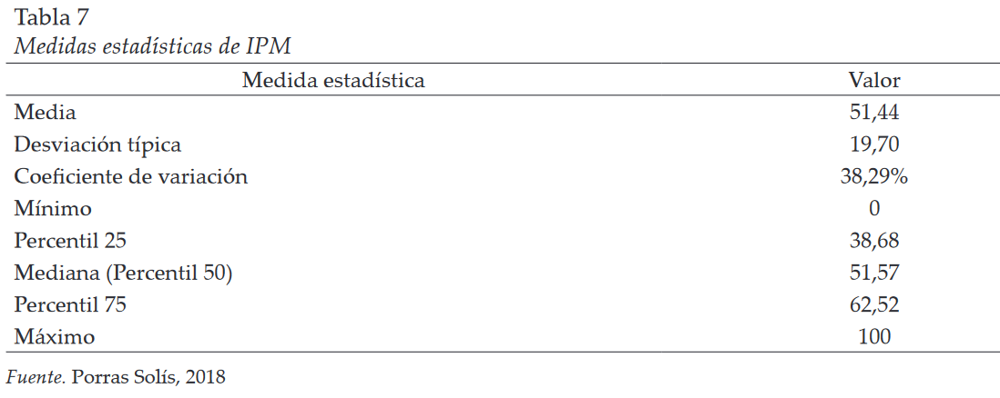 Tabla 7
Medidas estadísticas de IPM
Medida estadística Valor
Media 51,44
Desviación típica 19,70
Coeficiente de variación 38,29%
Mínimo 0
Percentil 25 38,68
Mediana (Percentil 50) 51,57
Percentil 75 62,52
Máximo 100
Fuente. Porras Solís, 2018